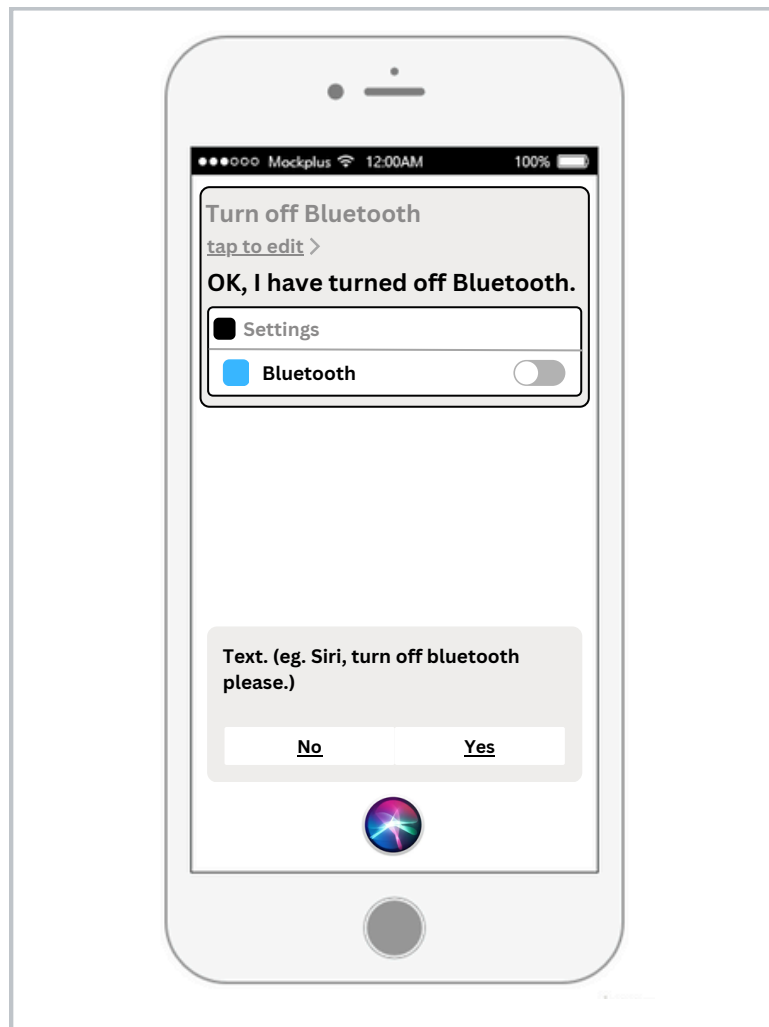 Mockplus 12:00AM 100%
Turn off Bluetooth
tap to edit >
OK, I have turned off Bluetooth.
Settings
Bluetooth
Text. (eg. Siri, turn off bluetooth
please.)
No Yes